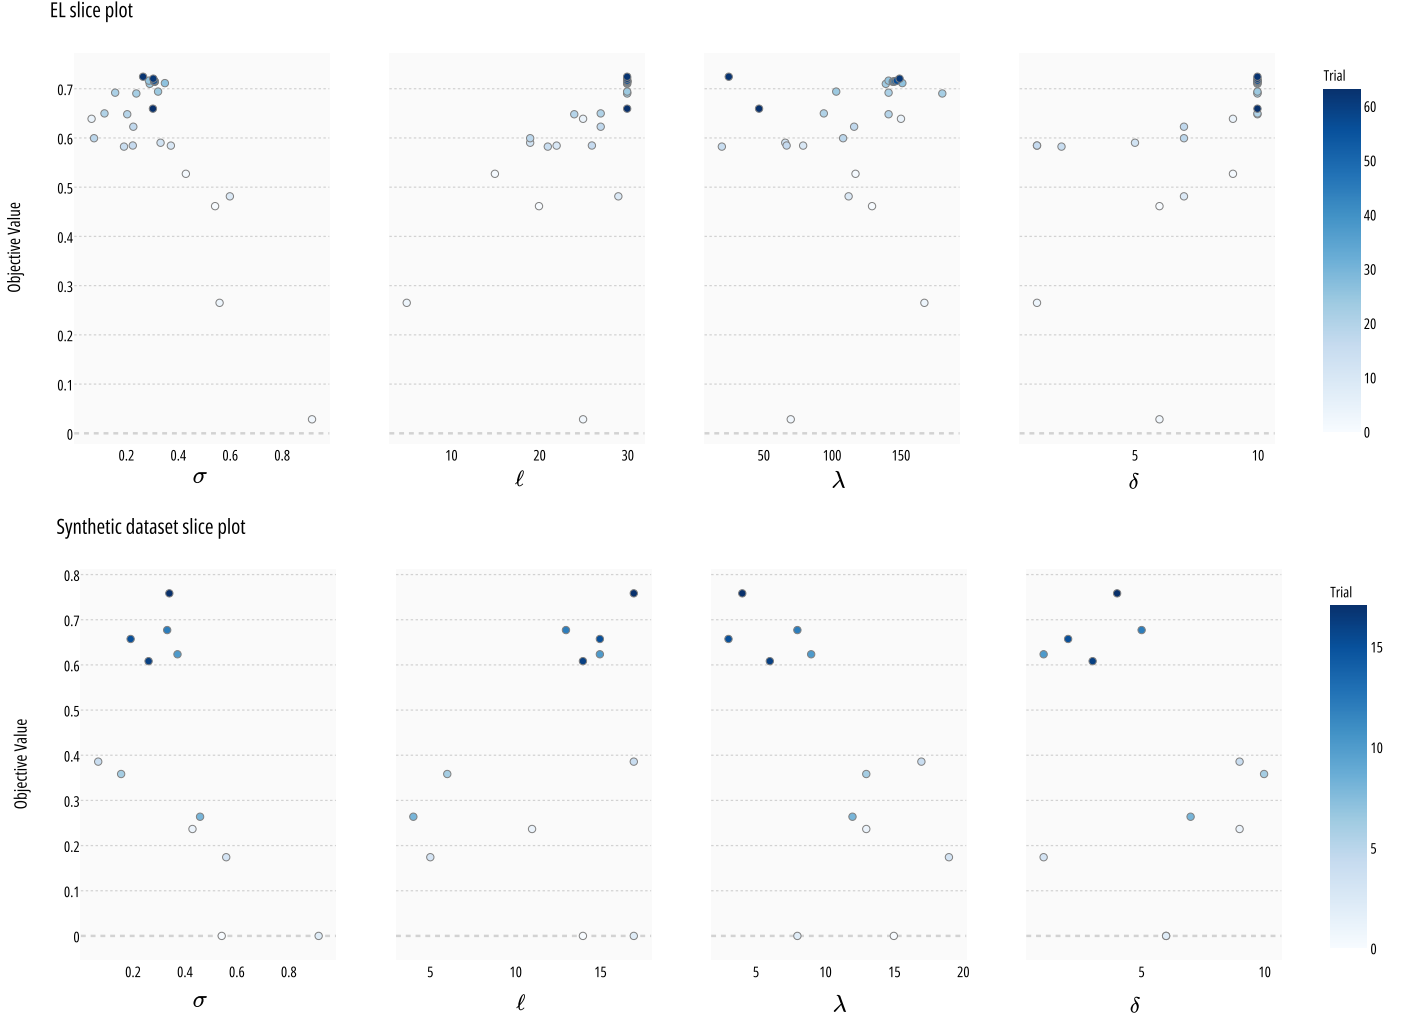 EL slice plot
Trial
Objective Value
0.7
0.6
0.5
0.4
0.3
0.2
0.1
0
60
50
40
30
20
10
0
0.2 0.4 0.6 0.8
10 20 30
50 100 150
5 10
σ ℓ λ δ
Synthetic dataset slice plot
Trial
Objective Value
0.8
0.7
0.6
0.5
0.4
0.3
0.2
0.1
0
15
10
5
0
0.2 0.4 0.6 0.8
5 10 15
5 10 15 20
5 10
σ ℓ λ δ